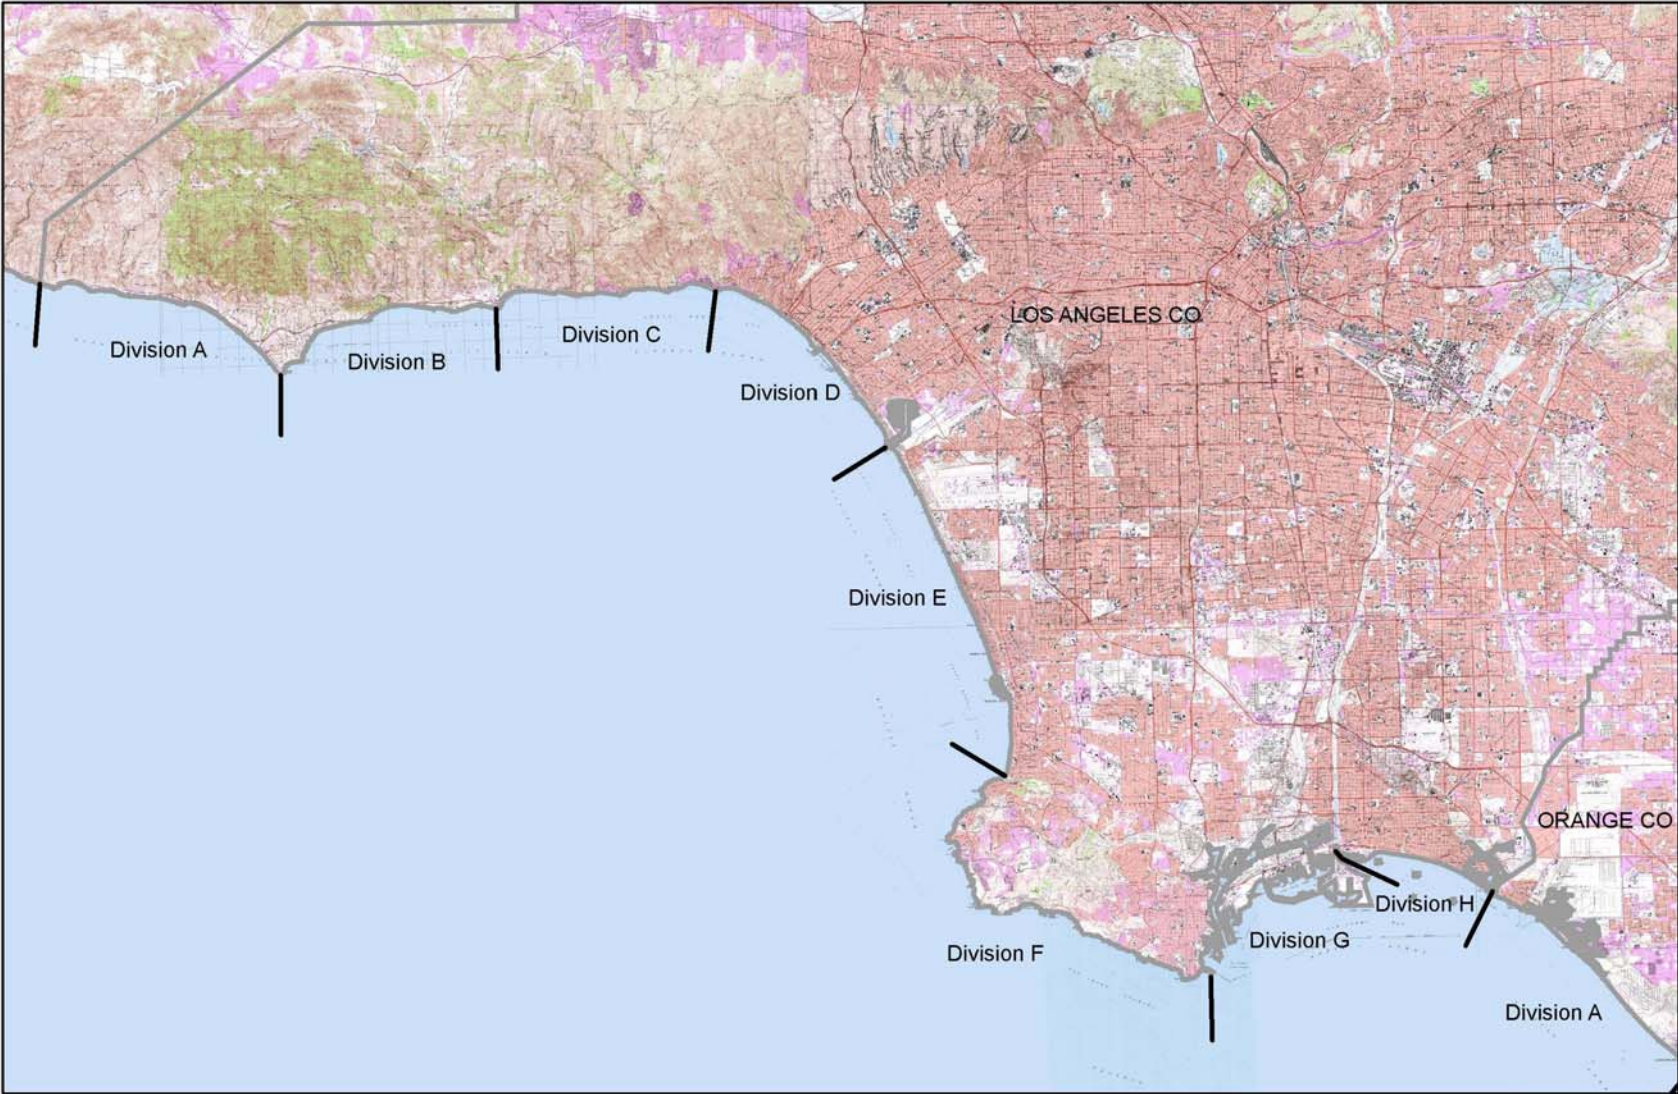 LOS ANGELES CO
Division A
Division B
Division C
Division D
Division E
ORANGE CO
Division H
Division G
Division F
Division A